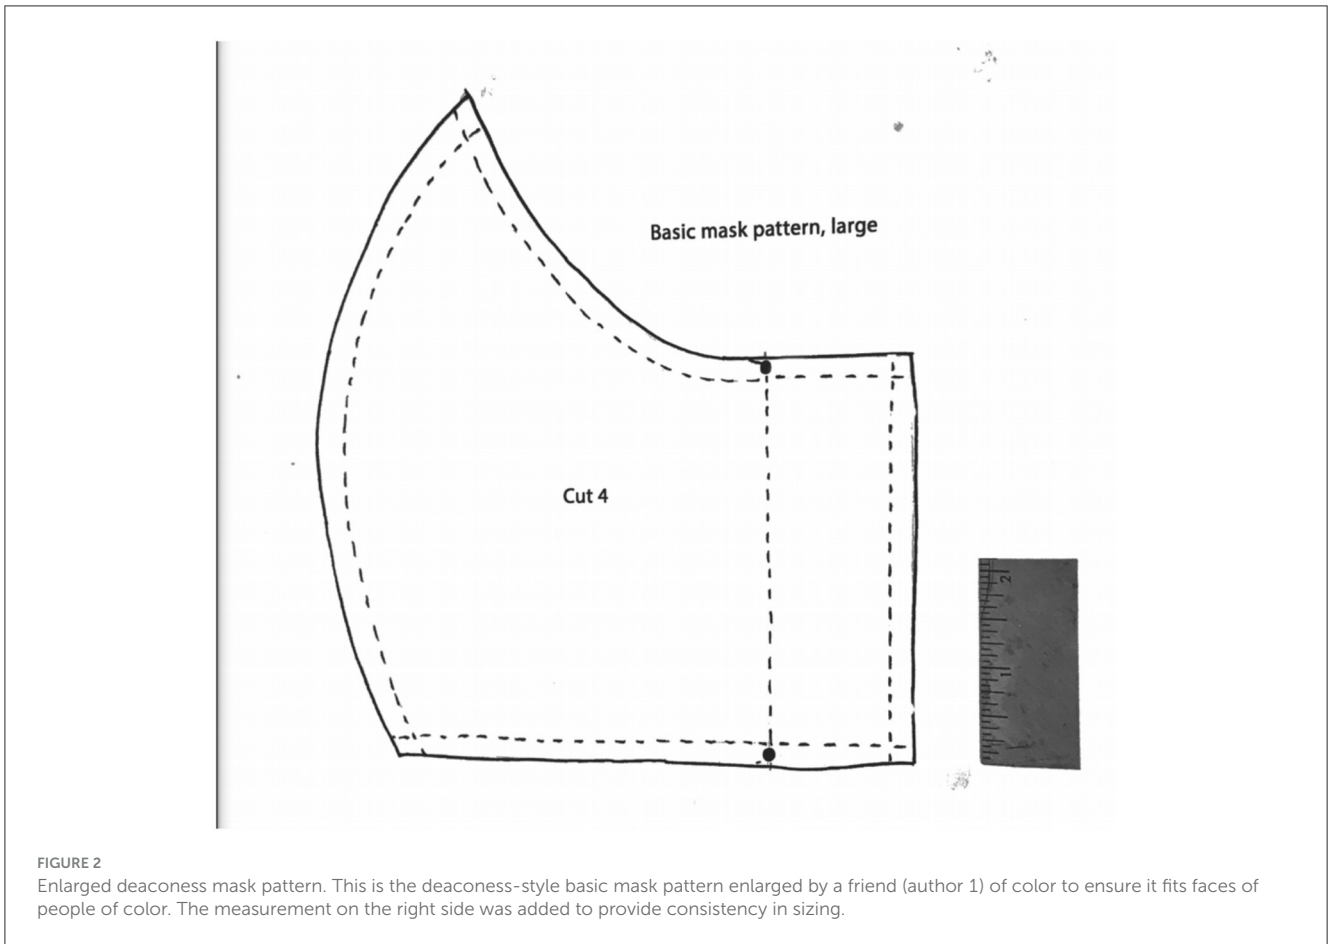 Basic mask pattern, large
Cut 4
2
1
FIGURE 2
Enlarged deaconess mask pattern. This is the deaconess-style basic mask pattern enlarged by a friend (author 1) of color to ensure it fits faces of
people of color. The measurement on the right side was added to provide consistency in sizing.